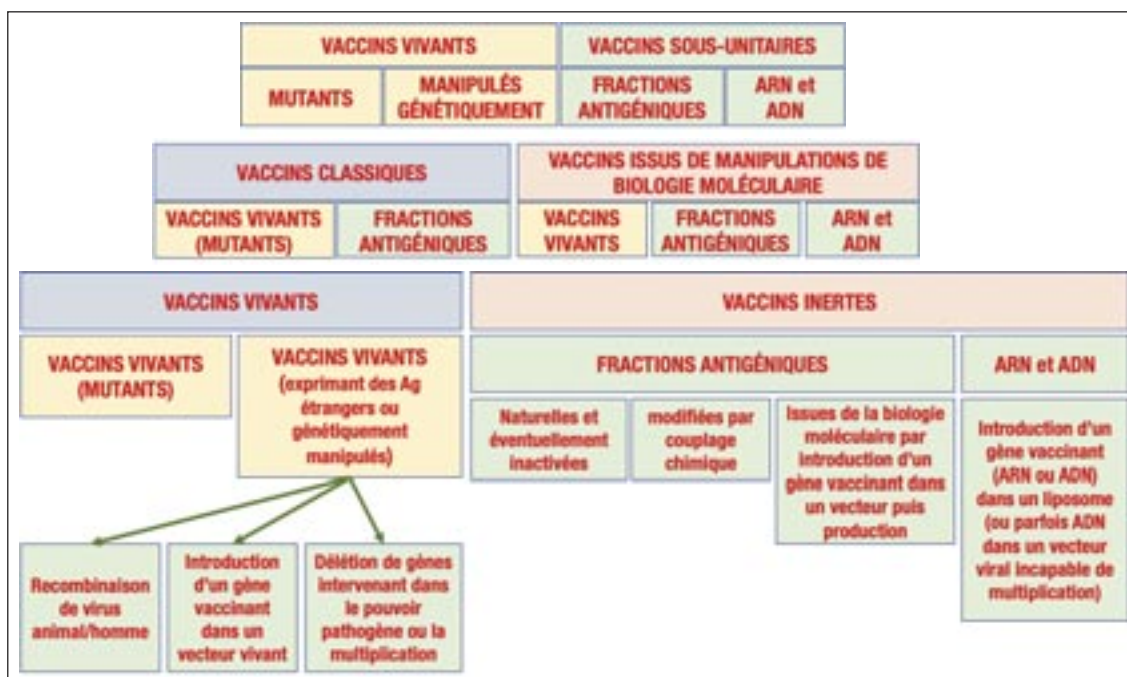 VACCINS VIVANTS
VACCINS SOUS-UNITAIRES
MUTANTS
MANIPULÉS
GÉNÉTIQUEMENT
FRACTIONS
ANTIGÉNIQUES
ARN et
ADN
VACCINS CLASSIQUES
VACCINS ISSUS DE MANIPULATIONS DE
BIOLOGIE MOLÉCULAIRE
VACCINS VIVANTS
(MUTANTS)
FRACTIONS
ANTIGÉNIQUES
VACCINS
VIVANTS
FRACTIONS
ANTIGÉNIQUES
ARN et
ADN
VACCINS VIVANTS
VACCINS INERTES
VACCINS VIVANTS
(MUTANTS)
VACCINS VIVANTS
(exprimant des Ag
étrangers ou
génétiquement
manipulés)
FRACTIONS ANTIGÉNIQUES
ARN et ADN
Naturelles et
éventuellement
inactivées
modifiées par
couplage
chimique
Issues de la biologie
moléculaire par
introduction d'un
gène vaccinant dans
un vecteur puis
production
Introduction d'un
gène vaccinant
(ARN ou ADN)
dans un liposome
(ou parfois ADN
dans un vecteur
viral incapable de
multiplication)
Recombinaison
de virus
animal/homme
Introduction
d'un gène
vaccinant
dans un
vecteur vivant
Délétion de gènes
intervenant dans
le pouvoir
pathogène ou la
multiplication